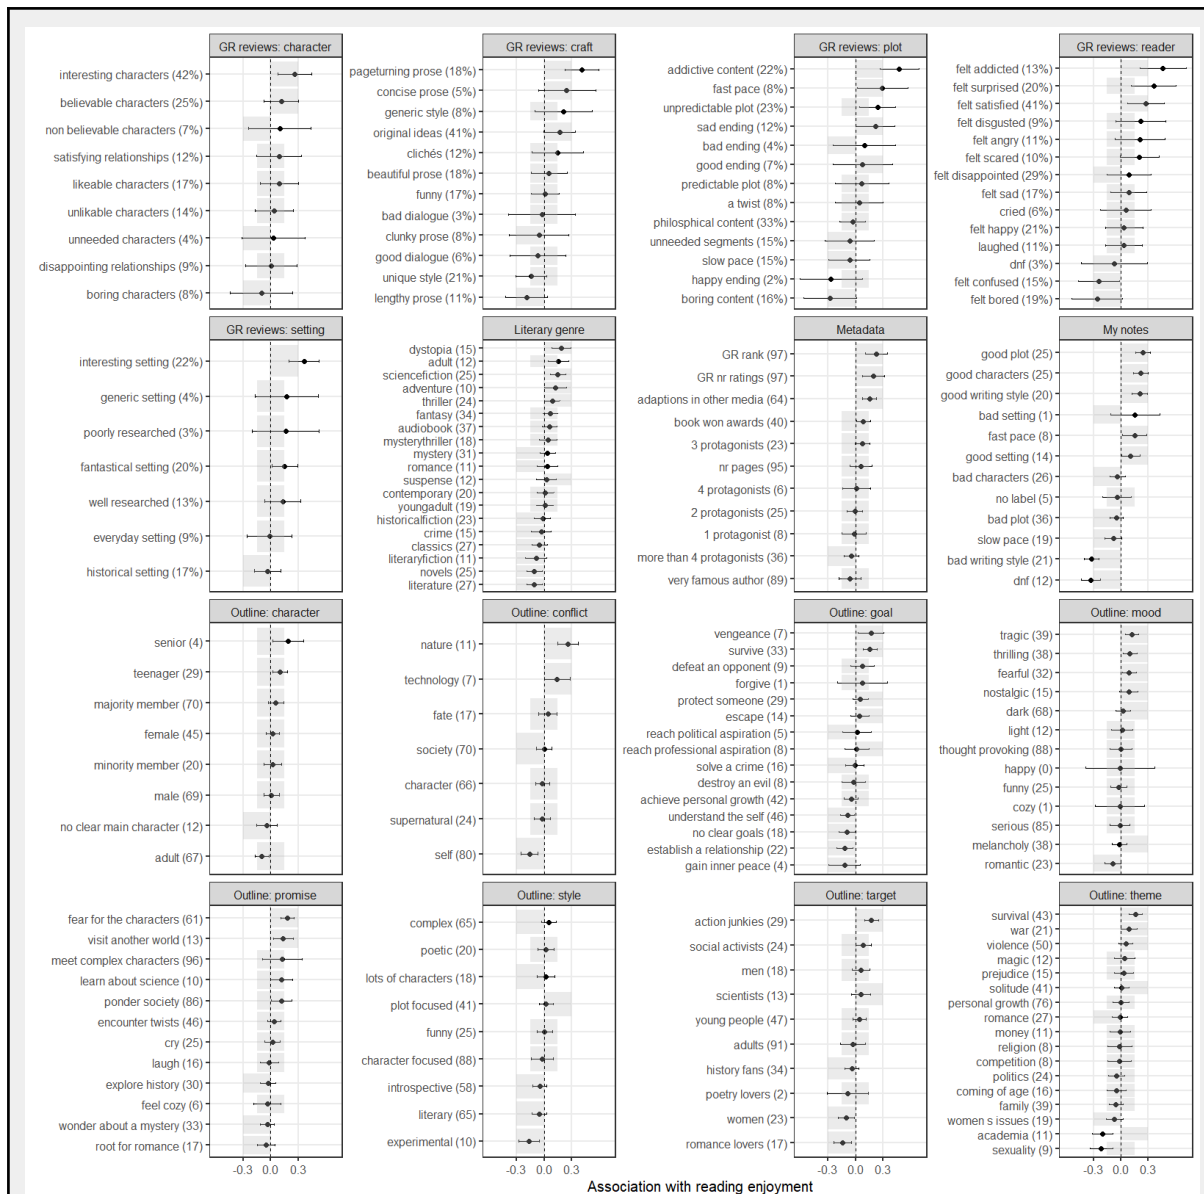 GR reviews: character
interesting characters (42%)
believable characters (25%)
non believable characters (7%)
satisfying relationships (12%)
likeable characters (17%)
unlikable characters (14%)
unneeded characters (4%)
disappointing relationships (9%)
boring characters (8%)
GR reviews: craft
pageturning prose (18%)
concise prose (5%)
generic style (8%)
original ideas (41%)
clichés (12%)
beautiful prose (18%)
funny (17%)
bad dialogue (3%)
clunky prose (8%)
good dialogue (6%)
unique style (21%)
lengthy prose (11%)
GR reviews: plot
addictive content (22%)
fast pace (8%)
unpredictable plot (23%)
sad ending (12%)
bad ending (4%)
good ending (7%)
predictable plot (8%)
a twist (8%)
philosphical content (33%)
unneeded segments (15%)
slow pace (15%)
happy ending (2%)
boring content (16%)
GR reviews: reader
felt addicted (13%)
felt surprised (20%)
felt satisfied (41%)
felt disgusted (9%)
felt angry (11%)
felt scared (10%)
felt disappointed (29%)
felt sad (17%)
cried (6%)
felt happy (21%)
laughed (11%)
dnf (3%)
felt confused (15%)
felt bored (19%)
GR reviews: setting
interesting setting (22%)
generic setting (4%)
poorly researched (3%)
fantastical setting (20%)
well researched (13%)
everyday setting (9%)
historical setting (17%)
Literary genre
dystopia (15)
adult (12)
sciencefiction (25)
adventure (10)
thriller (24)
fantasy (34)
audiobook (37)
mysterythriller (18)
mystery (31)
romance (11)
suspense (12)
contemporary (20)
youngadult (19)
historicalfiction (23)
crime (15)
classics (27)
literaryfiction (11)
novels (25)
literature (27)
Metadata
GR rank (97)
GR nr ratings (97)
adaptions in other media (64)
book won awards (40)
3 protagonists (23)
nr pages (95)
4 protagonists (6)
2 protagonists (25)
1 protagonist (8)
more than 4 protagonists (36)
very famous author (89)
My notes
good plot (25)
good characters (25)
good writing style (20)
bad setting (1)
fast pace (8)
good setting (14)
bad characters (26)
no label (5)
bad plot (36)
slow pace (19)
bad writing style (21)
dnf (12)
Outline: character
senior (4)
teenager (29)
majority member (70)
female (45)
minority member (20)
male (69)
no clear main character (12)
adult (67)
Outline: conflict
nature (11)
technology (7)
fate (17)
society (70)
character (66)
supernatural (24)
self (80)
Outline: goal
vengeance (7)
survive (33)
defeat an opponent (9)
forgive (1)
protect someone (29)
escape (14)
reach political aspiration (5)
reach professional aspiration (8)
solve a crime (16)
destroy an evil (8)
achieve personal growth (42)
understand the self (46)
no clear goals (18)
establish a relationship (22)
gain inner peace (4)
Outline: mood
tragic (39)
thrilling (38)
fearful (32)
nostalgic (15)
dark (68)
light (12)
thought provoking (88)
happy (0)
funny (25)
cozy (1)
serious (85)
melancholy (38)
romantic (23)
Outline: promise
fear for the characters (61)
visit another world (13)
meet complex characters (96)
learn about science (10)
ponder society (86)
encounter twists (46)
cry (25)
laugh (16)
explore history (30)
feel cozy (6)
wonder about a mystery (33)
root for romance (17)
-0.3 0.0 0.3
Outline: style
complex (65)
poetic (20)
lots of characters (18)
plot focused (41)
funny (25)
character focused (88)
introspective (58)
literary (65)
experimental (10)
-0.3 0.0 0.3
Outline: target
action junkies (29)
social activists (24)
men (18)
scientists (13)
young people (47)
adults (91)
history fans (34)
poetry lovers (2)
women (23)
romance lovers (17)
-0.3 0.0 0.3
Outline: theme
survival (43)
war (21)
violence (50)
magic (12)
prejudice (15)
solitude (41)
personal growth (76)
romance (27)
money (11)
religion (8)
competition (8)
politics (24)
coming of age (16)
family (39)
women s issues (19)
academia (11)
sexuality (9)
-0.3 0.0 0.3
Association with reading enjoyment